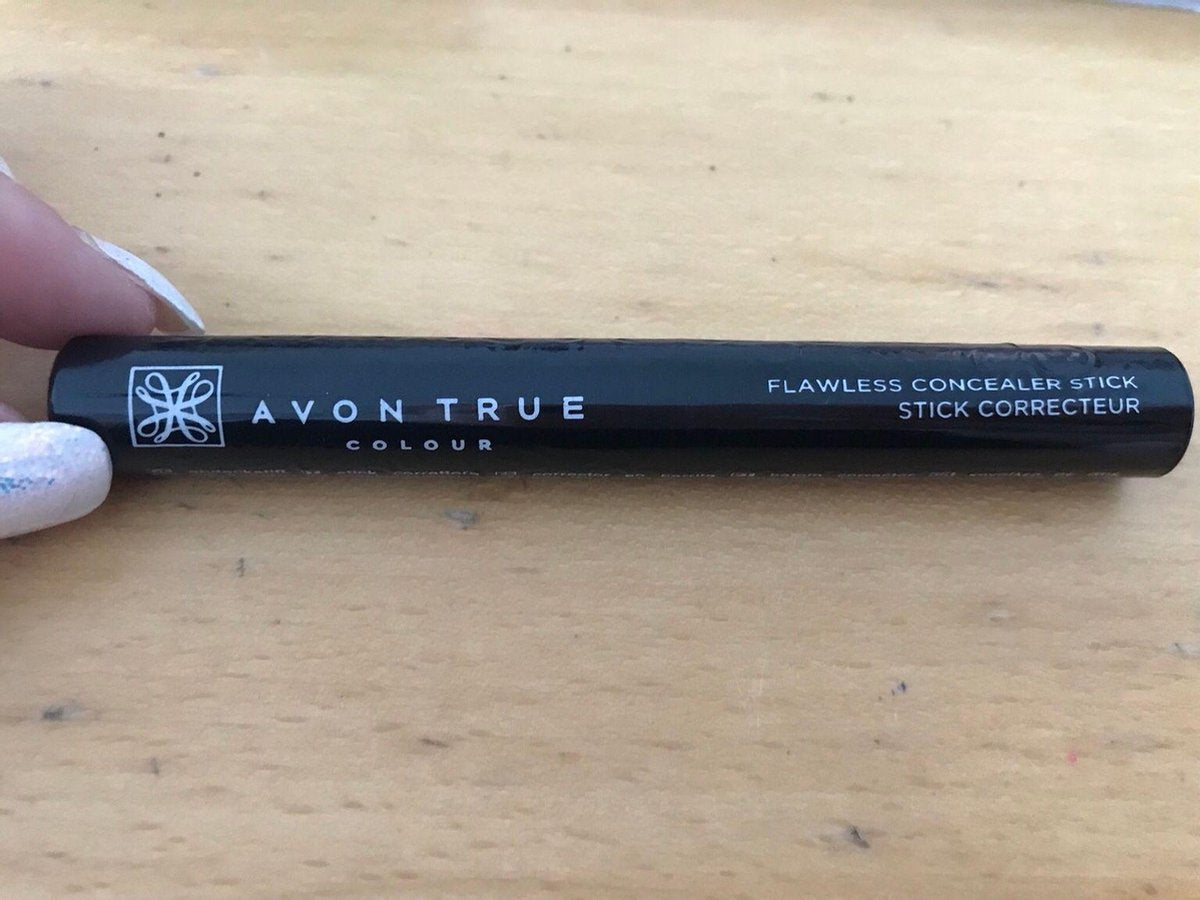 AVON TRUE
COLOUR
FLAWLESS CONCEALER STICK
STICK CORRECTEUR